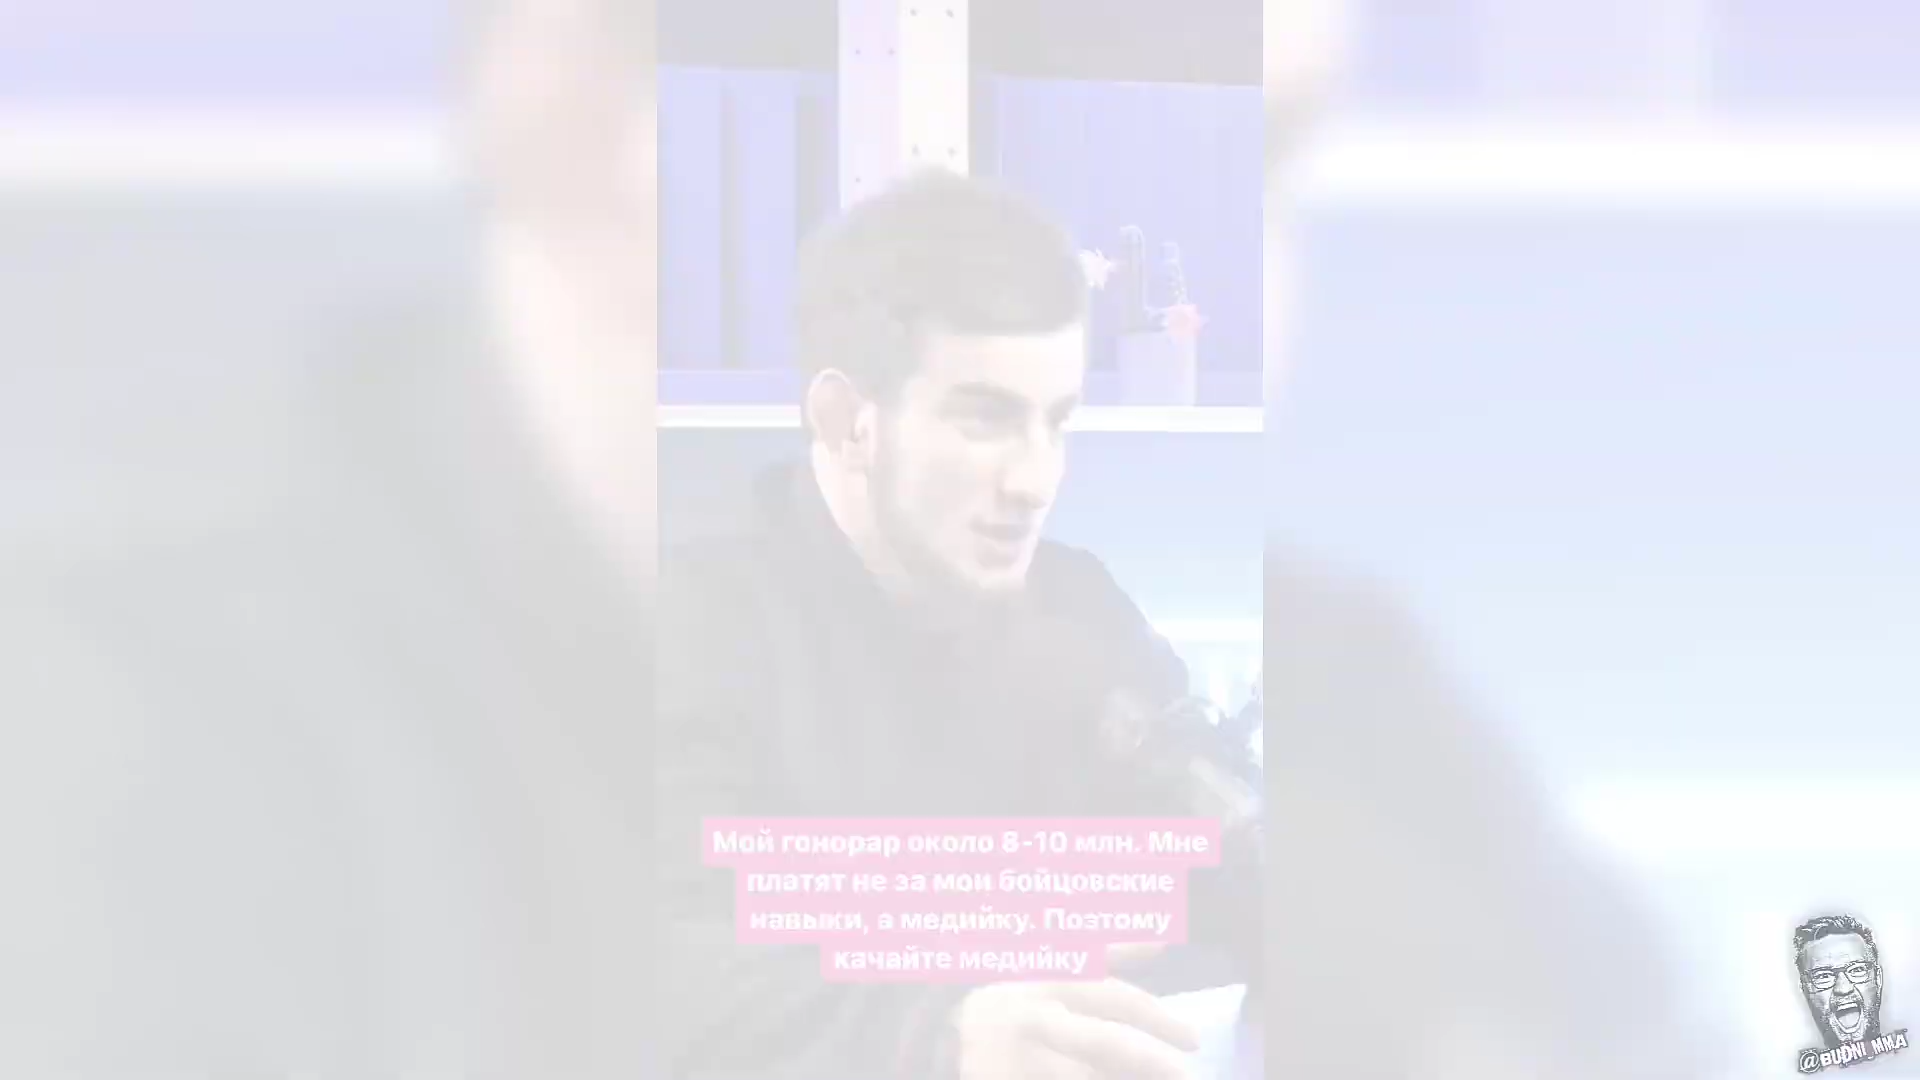 Мой гонорар около 8-10 млн. Мне
платят не за мои бойцовские
навыки, а медийку. Поэтому
качайте медийку
@BUDNI_MMA